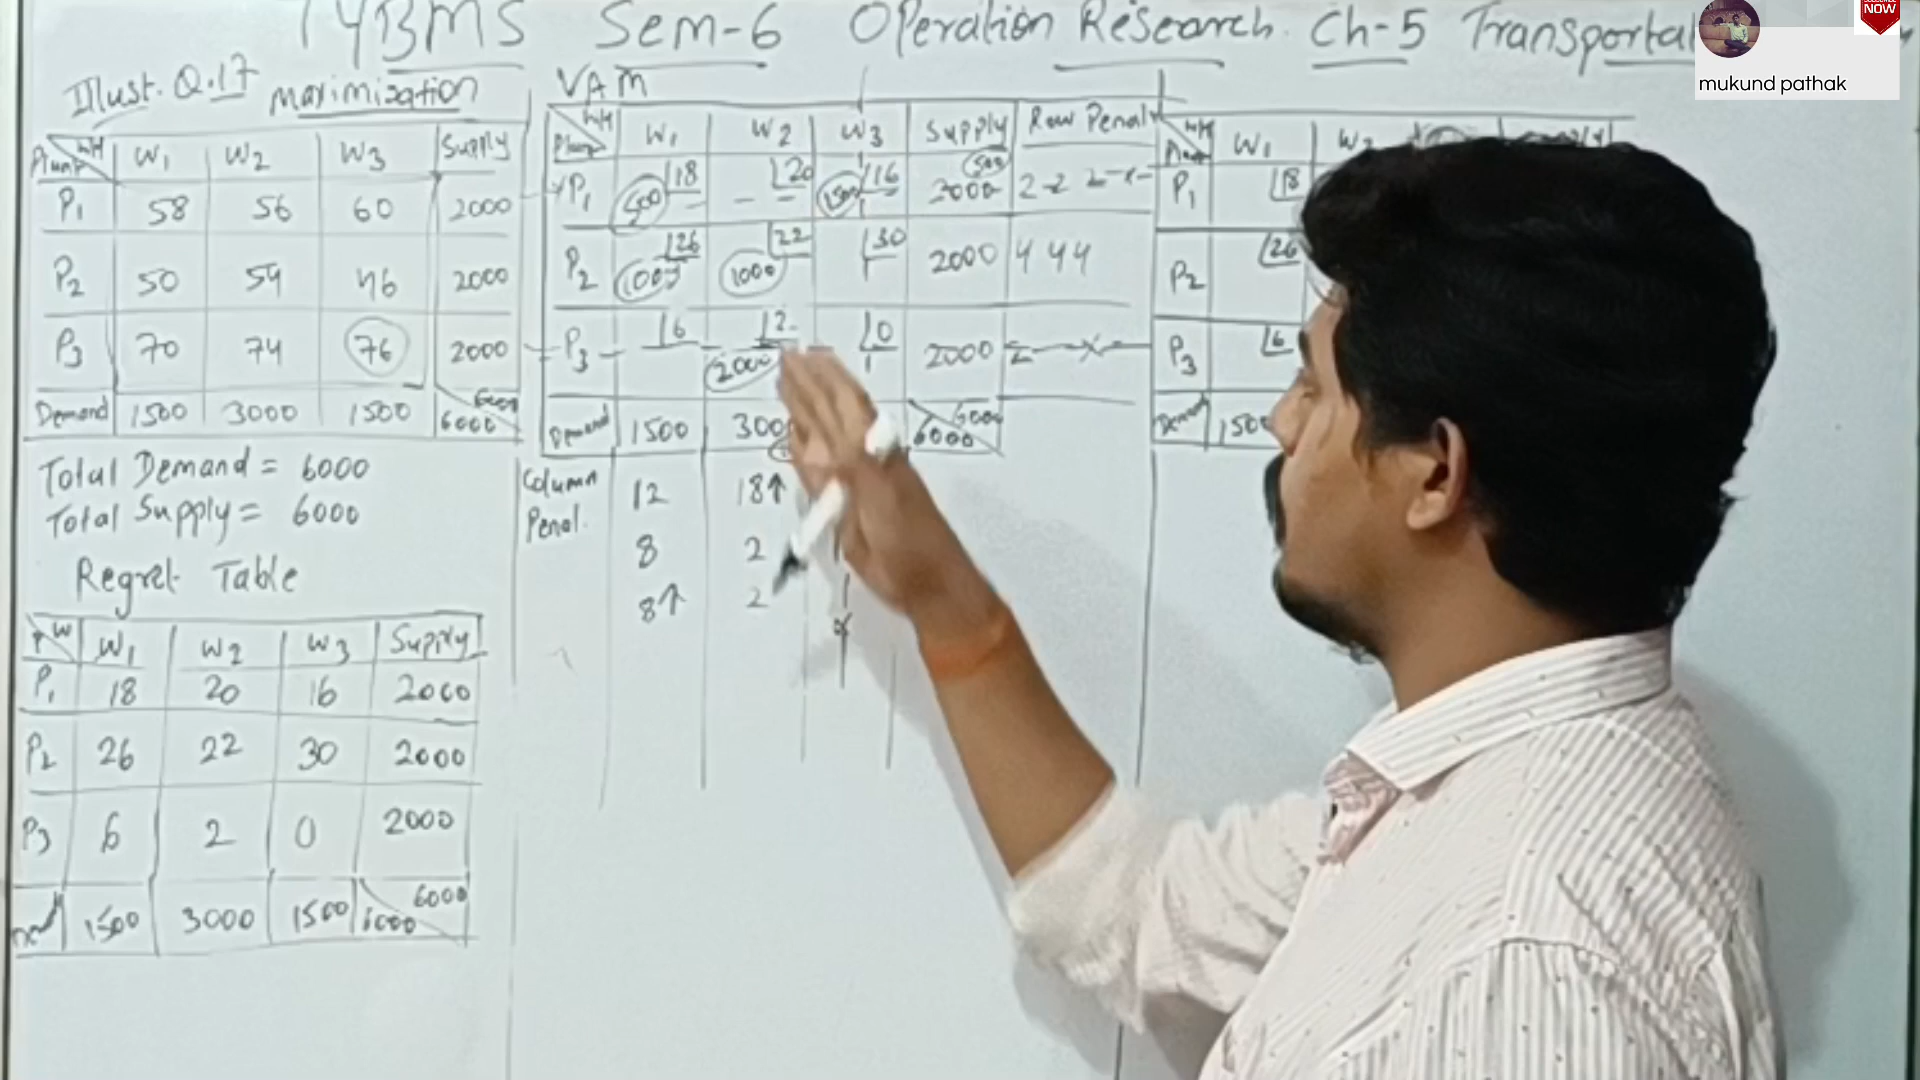 TYBMS Sem-6 Operation Research. Ch-5
SUBSCRIBE NOW
mukund pathak
Illust. Q.17 Maximisation
Plant W1 W2 W3 Supply
P1 58 56 60 2000
P2 50 54 46 2000
P3 70 74 76 2000
Demand 1500 3000 1500 6000 6000
Total Demand = 6000
Total Supply = 6000
Regret Table
P W W1 W2 W3 Supply
P1 18 20 16 2000
P2 26 22 30 2000
P3 6 2 0 2000
1500 3000 1500 6000 6000
VAM
Plant W1 W2 W3 Supply Row Penal
P1 500 18 20 1500 16 2000 500 2 2 2
P2 1000 26 1000 22 30 2000 4 4 4
P3 6 2000 2 0 2000 2 x
Demand 1500 6000 6000
Column Penal.
12 18↑
8 2
8↑ 2
W1 W2
P1 18
P2 26
P3 6
Demand